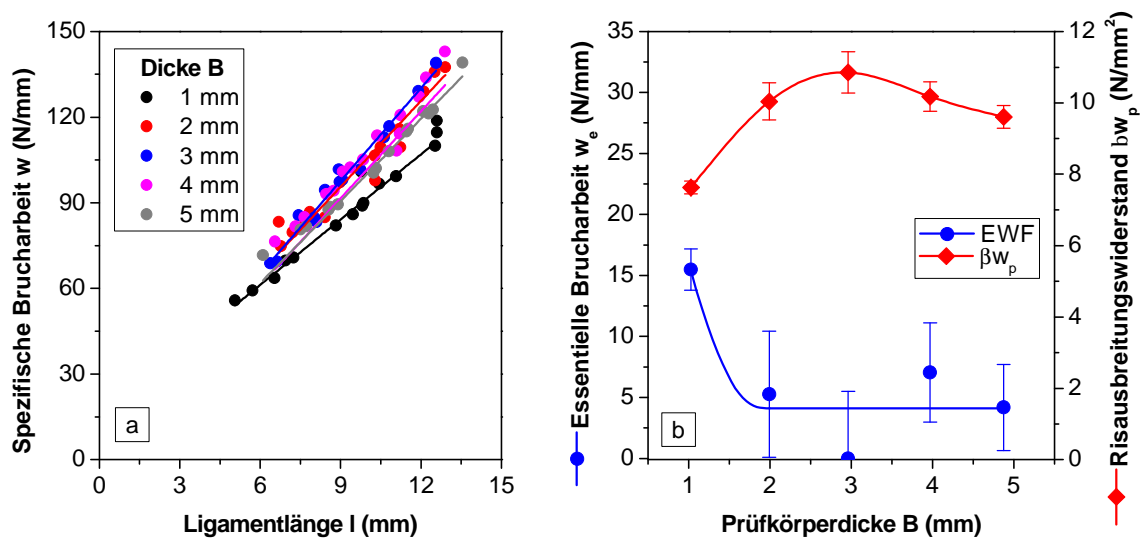 Spezifische Brucharbeit w (N/mm)
150
120
90
60
30
0
Dicke B
1 mm
2 mm
3 mm
4 mm
5 mm
a
0 3 6 9 12 15
Ligamentlänge l (mm)
Essentielle Brucharbeit w_e (N/mm)
35
30
25
20
15
10
5
0
EWF
βw_p
b
1 2 3 4 5
Prüfkörperdicke B (mm)
12
10
8
6
4
2
0
Risausbreitungswiderstand bw_p (N/mm²)